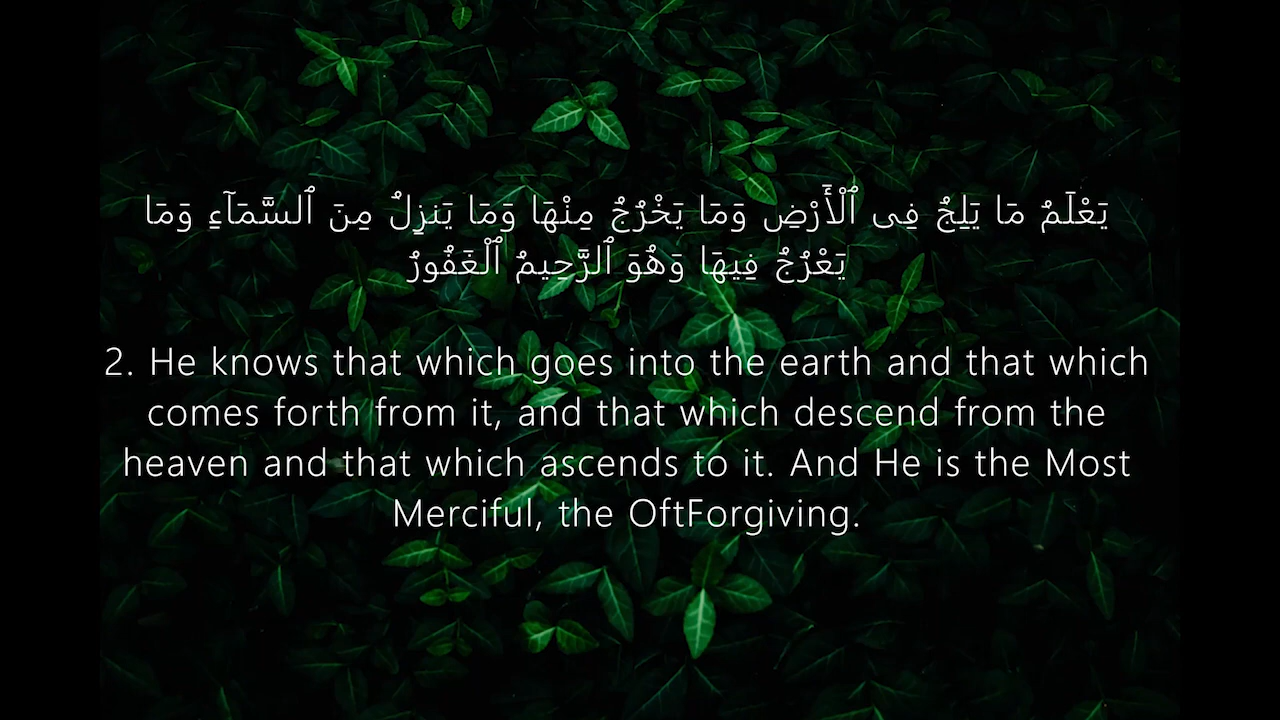 يَعْلَمُ مَا يَلِجُ فِى ٱلْأَرْضِ وَمَا يَخْرُجُ مِنْهَا وَمَا يَنزِلُ مِنَ ٱلسَّمَآءِ وَمَا
يَعْرُجُ فِيهَا وَهُوَ ٱلرَّحِيمُ ٱلْغَفُورُ
2. He knows that which goes into the earth and that which
comes forth from it, and that which descend from the
heaven and that which ascends to it. And He is the Most
Merciful, the OftForgiving.